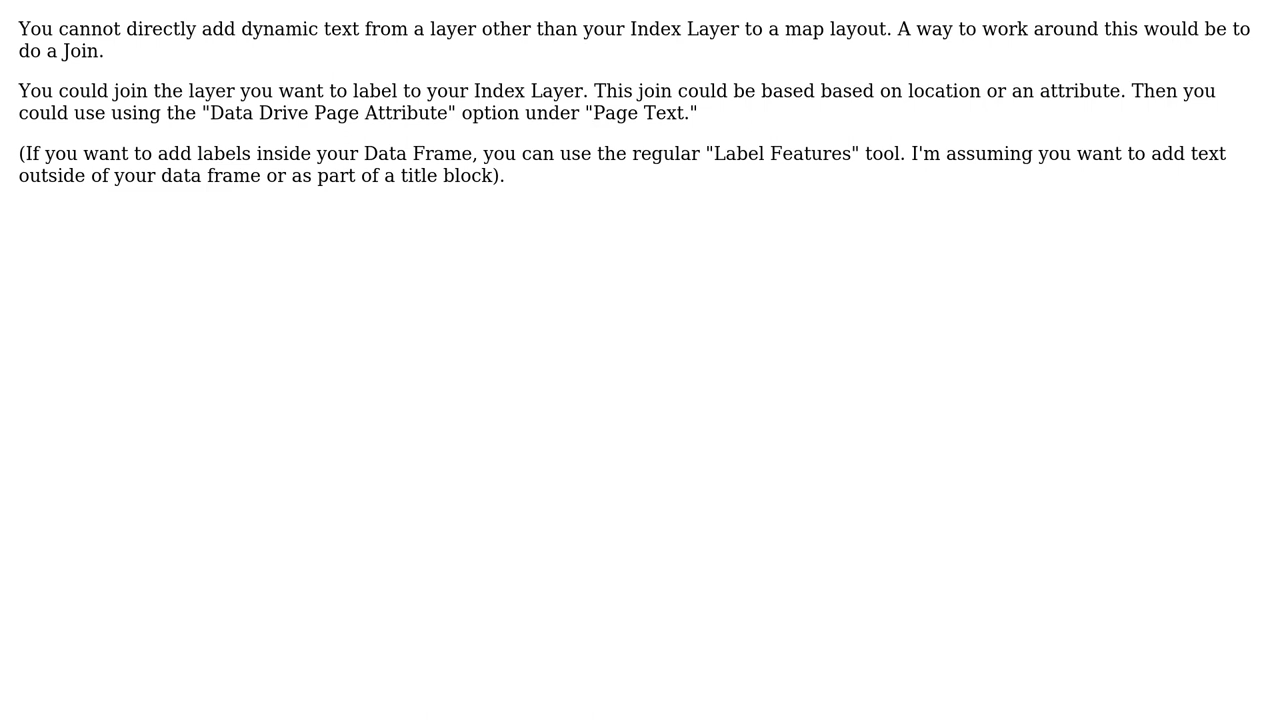 You cannot directly add dynamic text from a layer other than your Index Layer to a map layout. A way to work around this would be to
do a Join.
You could join the layer you want to label to your Index Layer. This join could be based based on location or an attribute. Then you
could use using the "Data Drive Page Attribute" option under "Page Text."
(If you want to add labels inside your Data Frame, you can use the regular "Label Features" tool. I'm assuming you want to add text
outside of your data frame or as part of a title block).